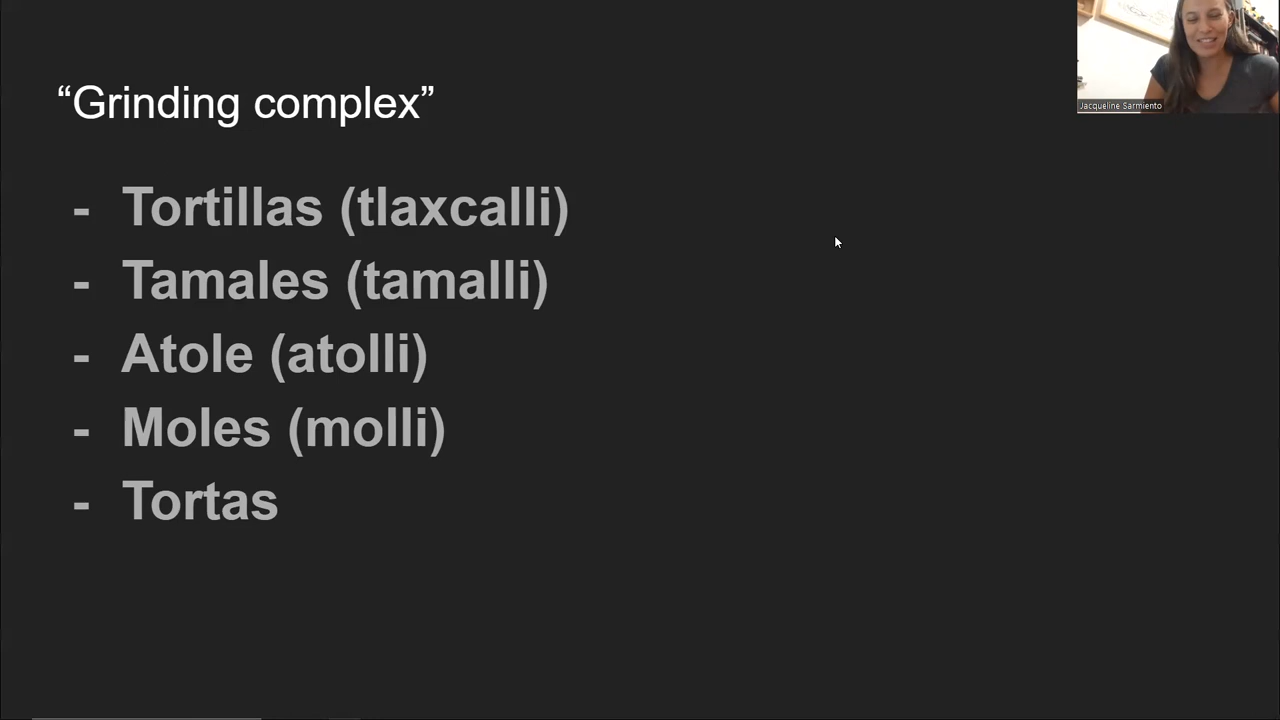 “Grinding complex”
- Tortillas (tlaxcalli)
- Tamales (tamalli)
- Atole (atolli)
- Moles (molli)
- Tortas
Jacqueline Sarmiento